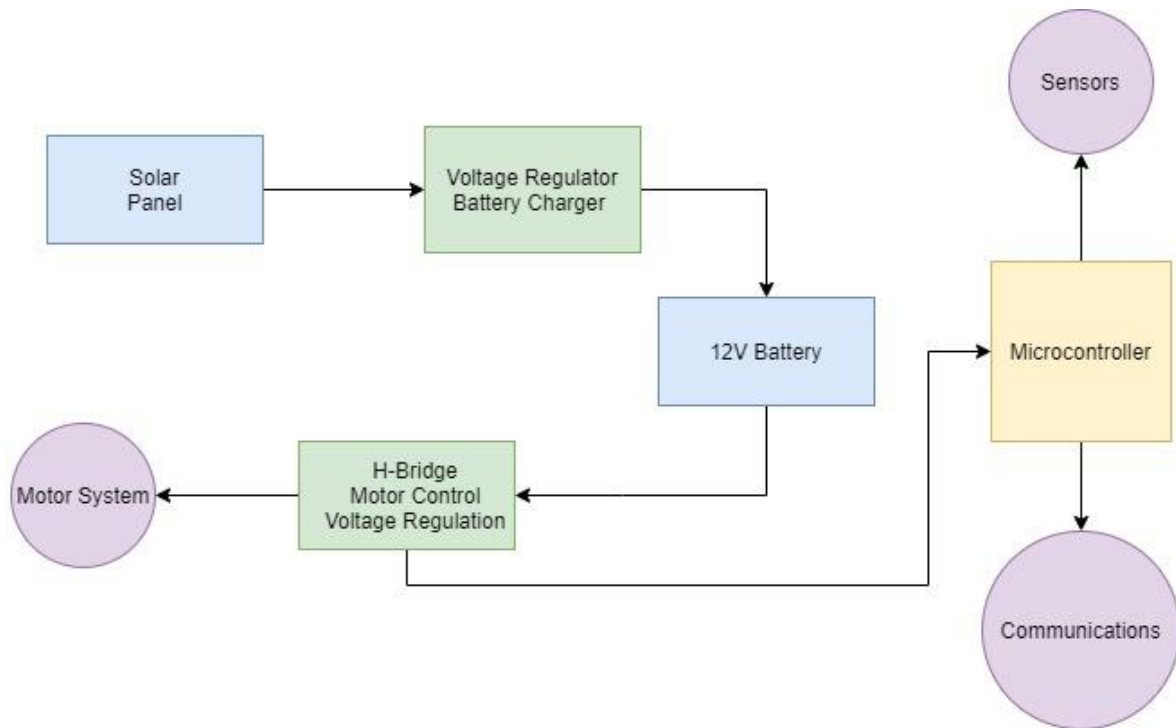 Sensors
Solar
Panel
Voltage Regulator
Battery Charger
12V Battery
Microcontroller
Motor System
H-Bridge
Motor Control
Voltage Regulation
Communications